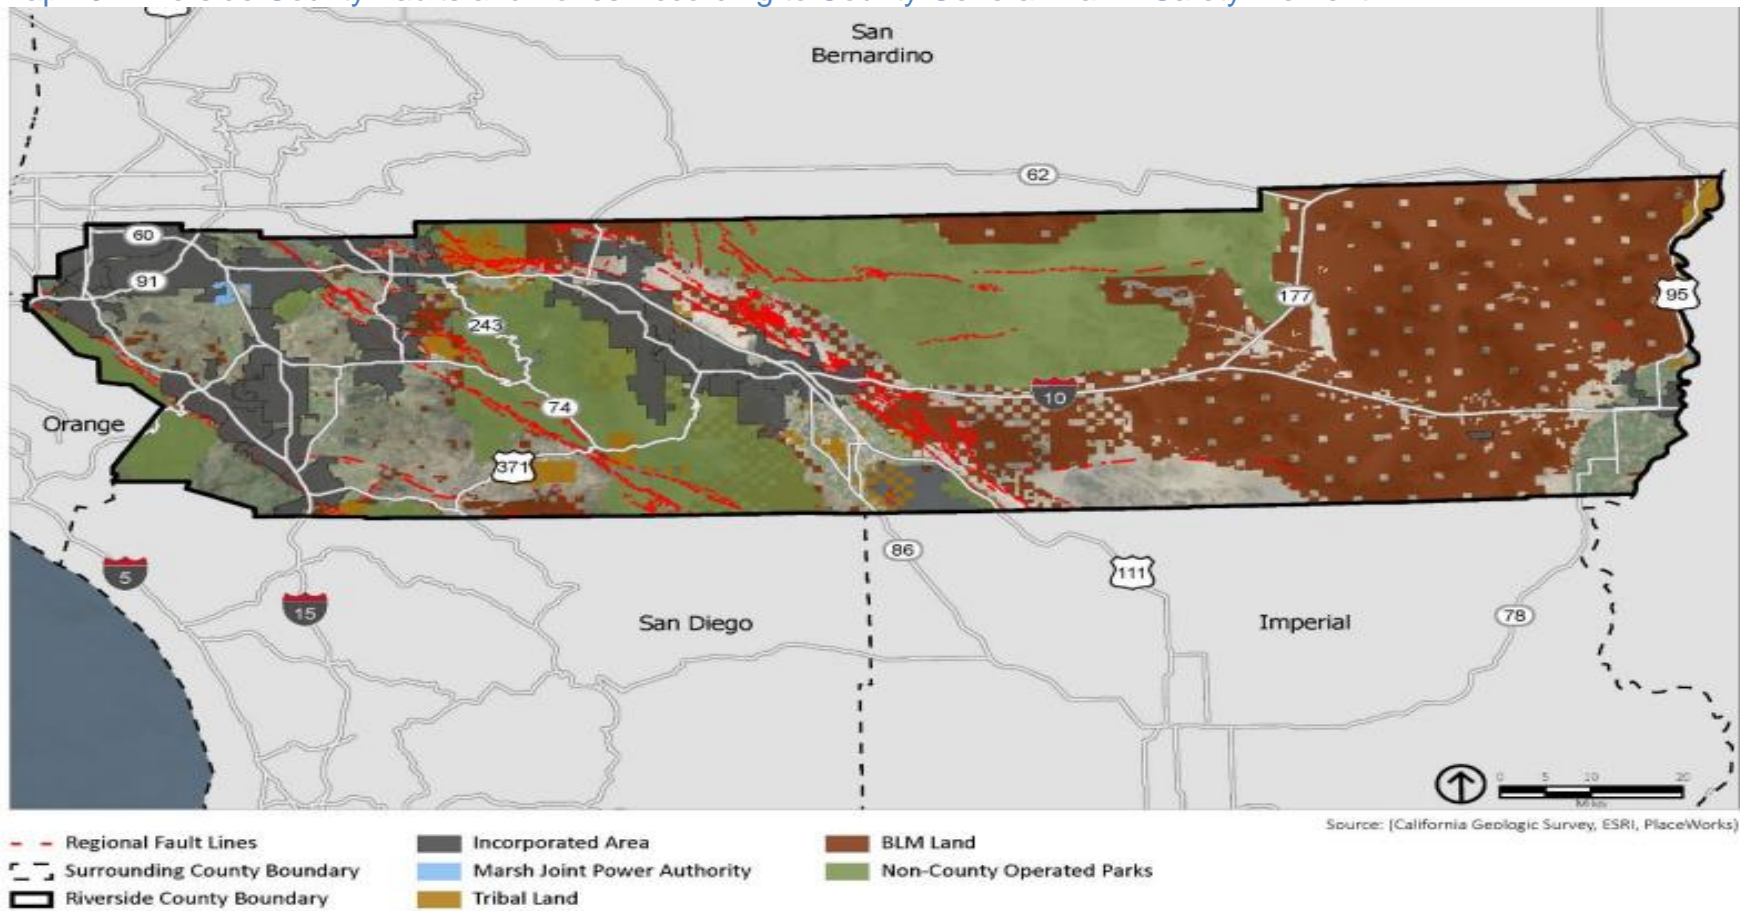 San
Bernardino
62
60
91
95
177
243
10
74
Orange
371
86
5
111
15
San Diego
Imperial
78
0 5 10 20
Miles
Source: [California Geologic Survey, ESRI, PlaceWorks)
Regional Fault Lines
Incorporated Area
BLM Land
Surrounding County Boundary
Marsh Joint Power Authority
Non-County Operated Parks
Riverside County Boundary
Tribal Land